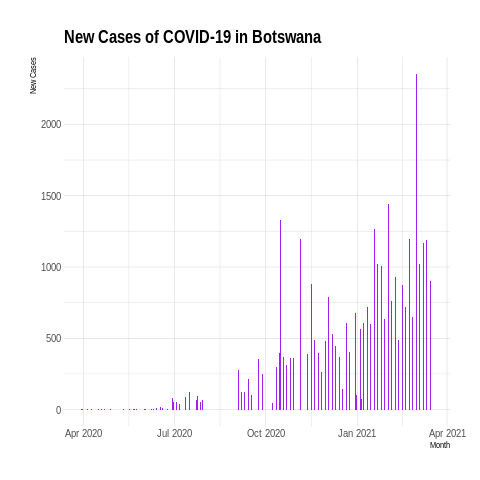 New Cases of COVID-19 in Botswana
New Cases
2000
1500
1000
500
0
Apr 2020 Jul 2020 Oct 2020 Jan 2021 Apr 2021
Month